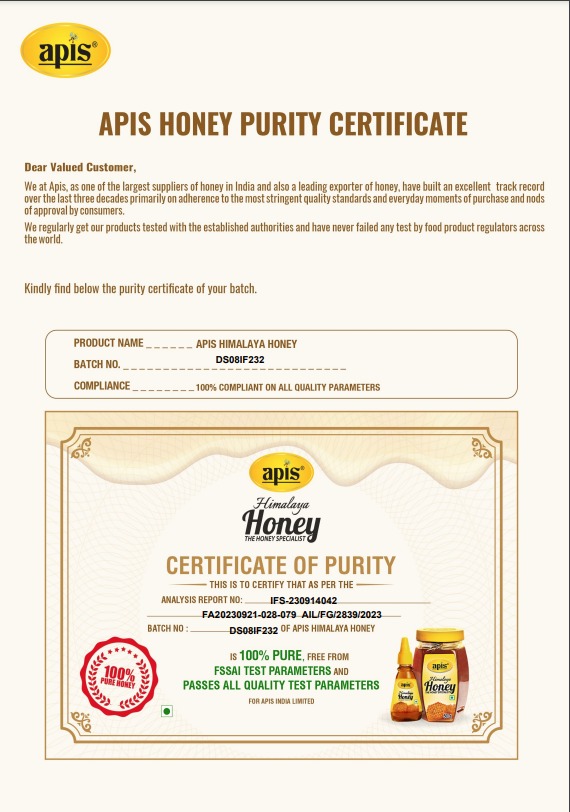 apis®
APIS HONEY PURITY CERTIFICATE
Dear Valued Customer,
We at Apis, as one of the largest suppliers of honey in India and also a leading exporter of honey, have built an excellent track record
over the last three decades primarily on adherence to the most stringent quality standards and everyday moments of purchase and nods
of approval by consumers.
We regularly get our products tested with the established authorities and have never failed any test by food product regulators across
the world.
Kindly find below the purity certificate of your batch.
PRODUCT NAME _ _ _ _ _ _ APIS HIMALAYA HONEY
BATCH NO. _ _ _ DS08IF232 _ _ _
COMPLIANCE _ _ _ _ _ _ _ _ 100% COMPLIANT ON ALL QUALITY PARAMETERS
apis®
Himalaya
Honey
THE HONEY SPECIALIST
CERTIFICATE OF PURITY
THIS IS TO CERTIFY THAT AS PER THE
ANALYSIS REPORT NO: IFS-230914042
FA20230921-028-079 AIL/FG/2839/2023
BATCH NO : DS08IF232 OF APIS HIMALAYA HONEY
IS 100% PURE, FREE FROM
FSSAI TEST PARAMETERS AND
PASSES ALL QUALITY TEST PARAMETERS
FOR APIS INDIA LIMITED
100%
PURE HONEY
apis
Himalaya
Honey
apis
Himalaya
Honey